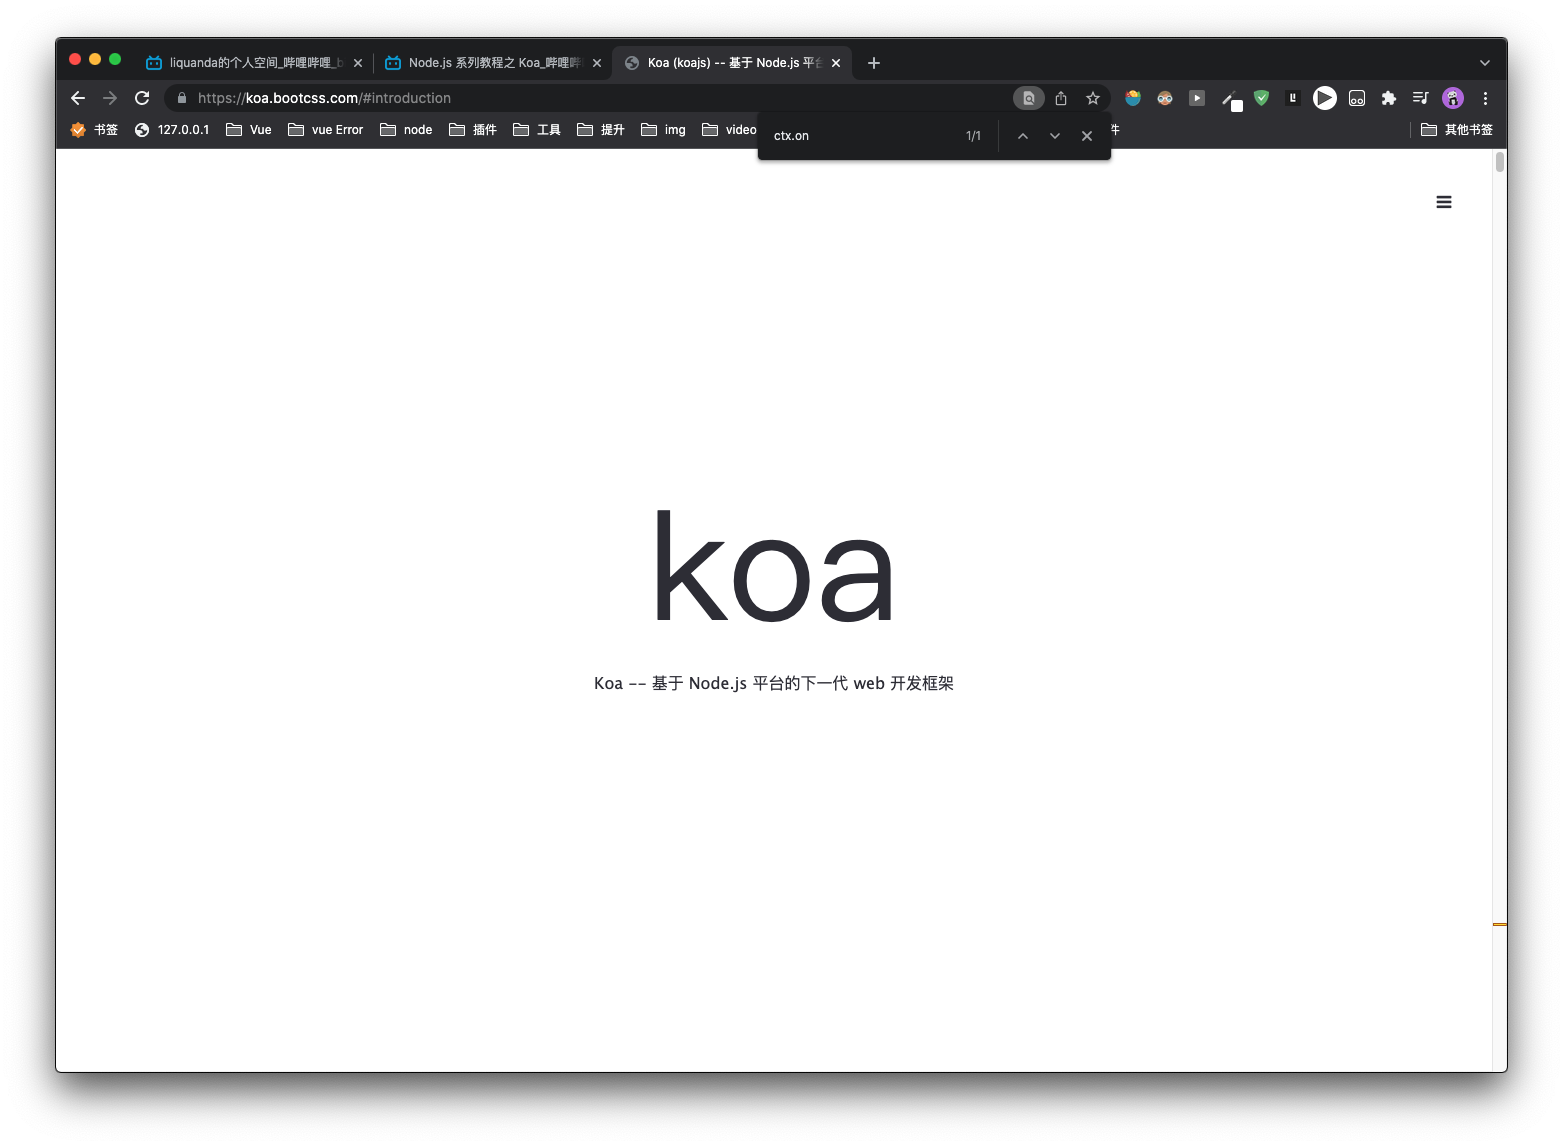 liquanda的个人空间_哔哩哔哩_b
Node.js 系列教程之 Koa_哔哩哔
Koa (koajs) -- 基于 Node.js 平台
https://koa.bootcss.com/#introduction
书签 127.0.0.1 Vue vue Error node 插件 工具 提升 img video 件 其他书签
ctx.on 1/1
koa
Koa -- 基于 Node.js 平台的下一代 web 开发框架